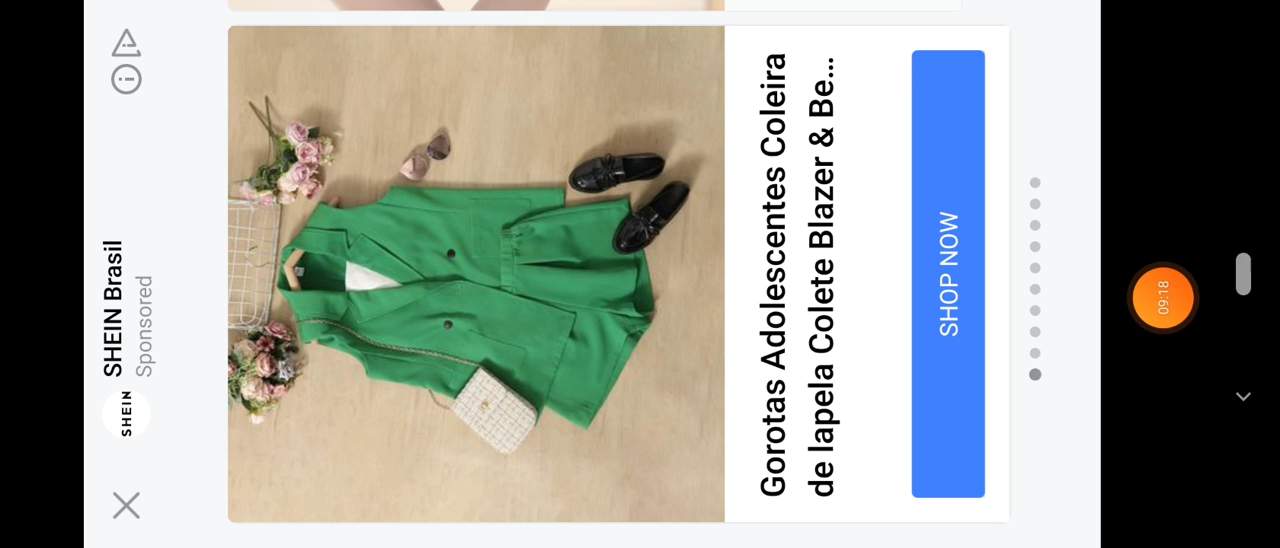 SHEIN
SHEIN Brasil
Sponsored
Gorotas Adolescentes Coleira
de lapela Colete Blazer & Be...
SHOP NOW
09:18